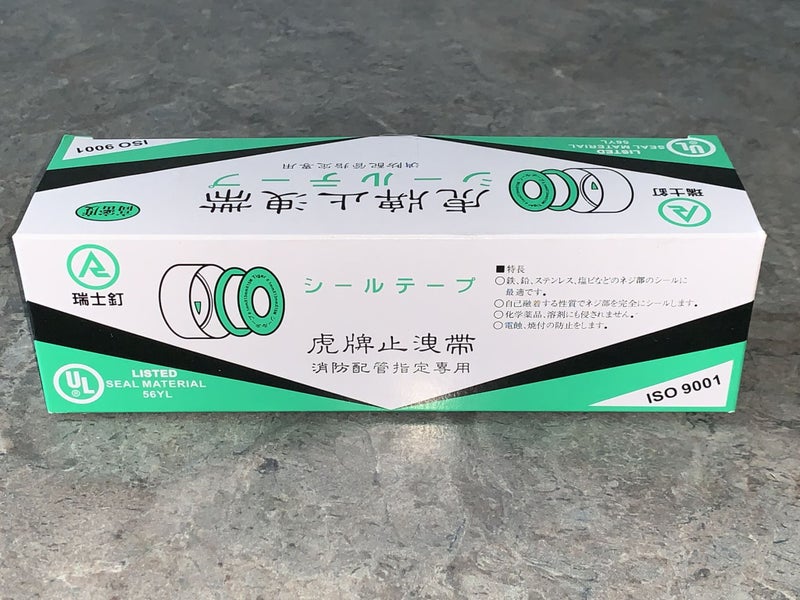 ISO 9001
LISTED
SEAL MATERIAL
56YL
UL
消防配管指定専用
シールテープ
虎牌止洩帯
高密度
瑞士釘
瑞士釘
シールテープ
虎牌止洩帯
消防配管指定専用
■特長
○鉄、鉛、ステンレス、塩ビなどのネジ部のシールに
最適です。
○自己融着する性質でネジ部を完全にシールします。
○化学薬品、溶剤にも侵されません。
○電蝕、焼付の防止をします。
UL
®
LISTED
SEAL MATERIAL
56YL
ISO 9001